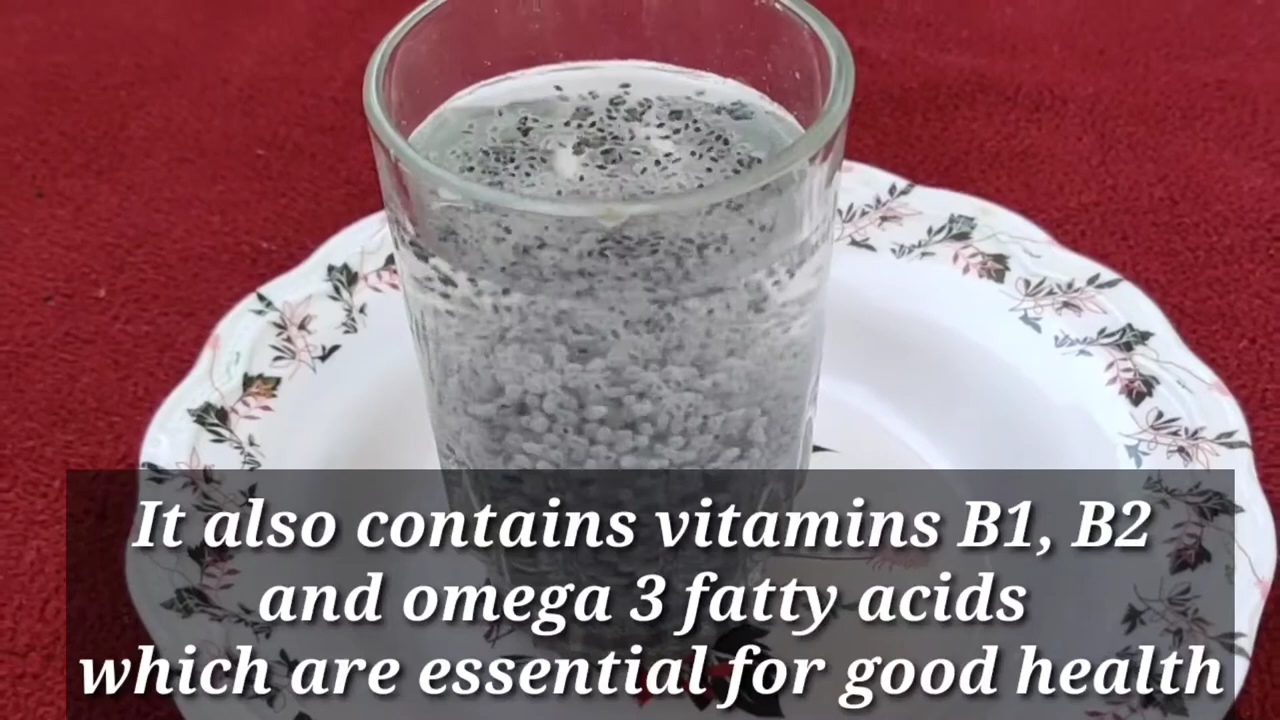 It also contains vitamins B1, B2
and omega 3 fatty acids
which are essential for good health